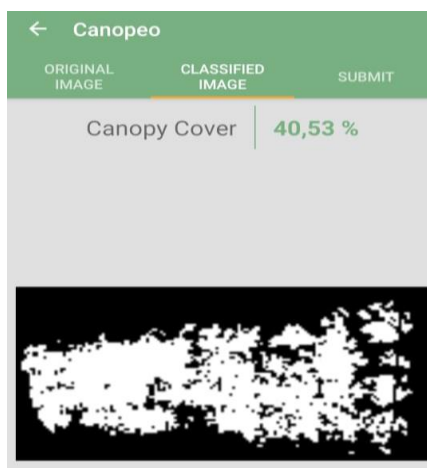 Canopeo
ORIGINAL IMAGE
CLASSIFIED IMAGE
SUBMIT
Canopy Cover 40,53 %